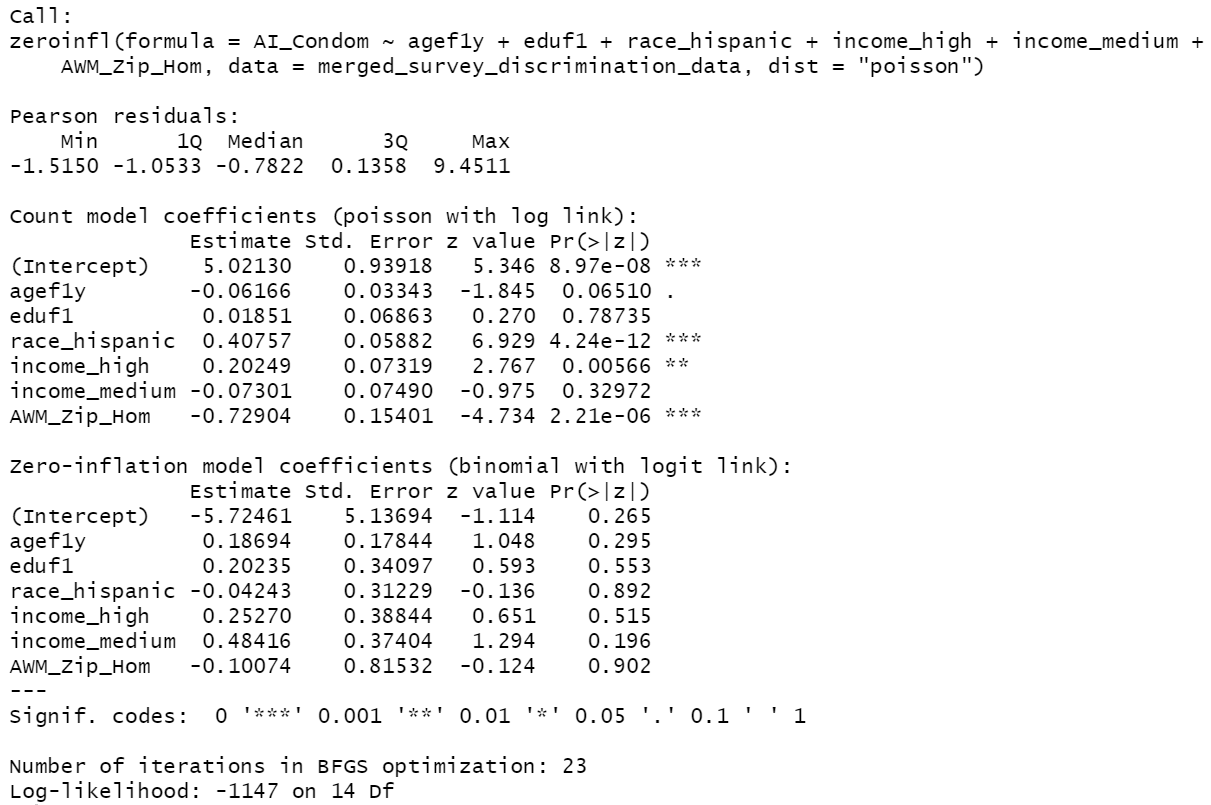 Call:
zeroinfl(formula = AI_Condom ~ agef1y + eduf1 + race_hispanic + income_high + income_medium +
    AWM_Zip_Hom, data = merged_survey_discrimination_data, dist = "poisson")

Pearson residuals:
    Min      1Q  Median      3Q     Max
-1.5150 -1.0533 -0.7822  0.1358  9.4511

Count model coefficients (poisson with log link):
              Estimate Std. Error z value Pr(>|z|)
(Intercept)    5.02130    0.93918   5.346 8.97e-08 ***
agef1y        -0.06166    0.03343  -1.845  0.06510 .
eduf1          0.01851    0.06863   0.270  0.78735
race_hispanic  0.40757    0.05882   6.929 4.24e-12 ***
income_high    0.20249    0.07319   2.767  0.00566 **
income_medium -0.07301    0.07490  -0.975  0.32972
AWM_Zip_Hom   -0.72904    0.15401  -4.734 2.21e-06 ***

Zero-inflation model coefficients (binomial with logit link):
              Estimate Std. Error z value Pr(>|z|)
(Intercept)   -5.72461    5.13694  -1.114    0.265
agef1y         0.18694    0.17844   1.048    0.295
eduf1          0.20235    0.34097   0.593    0.553
race_hispanic -0.04243    0.31229  -0.136    0.892
income_high    0.25270    0.38844   0.651    0.515
income_medium  0.48416    0.37404   1.294    0.196
AWM_Zip_Hom   -0.10074    0.81532  -0.124    0.902
---
Signif. codes:  0 '***' 0.001 '**' 0.01 '*' 0.05 '.' 0.1 ' ' 1

Number of iterations in BFGS optimization: 23
Log-likelihood: -1147 on 14 Df